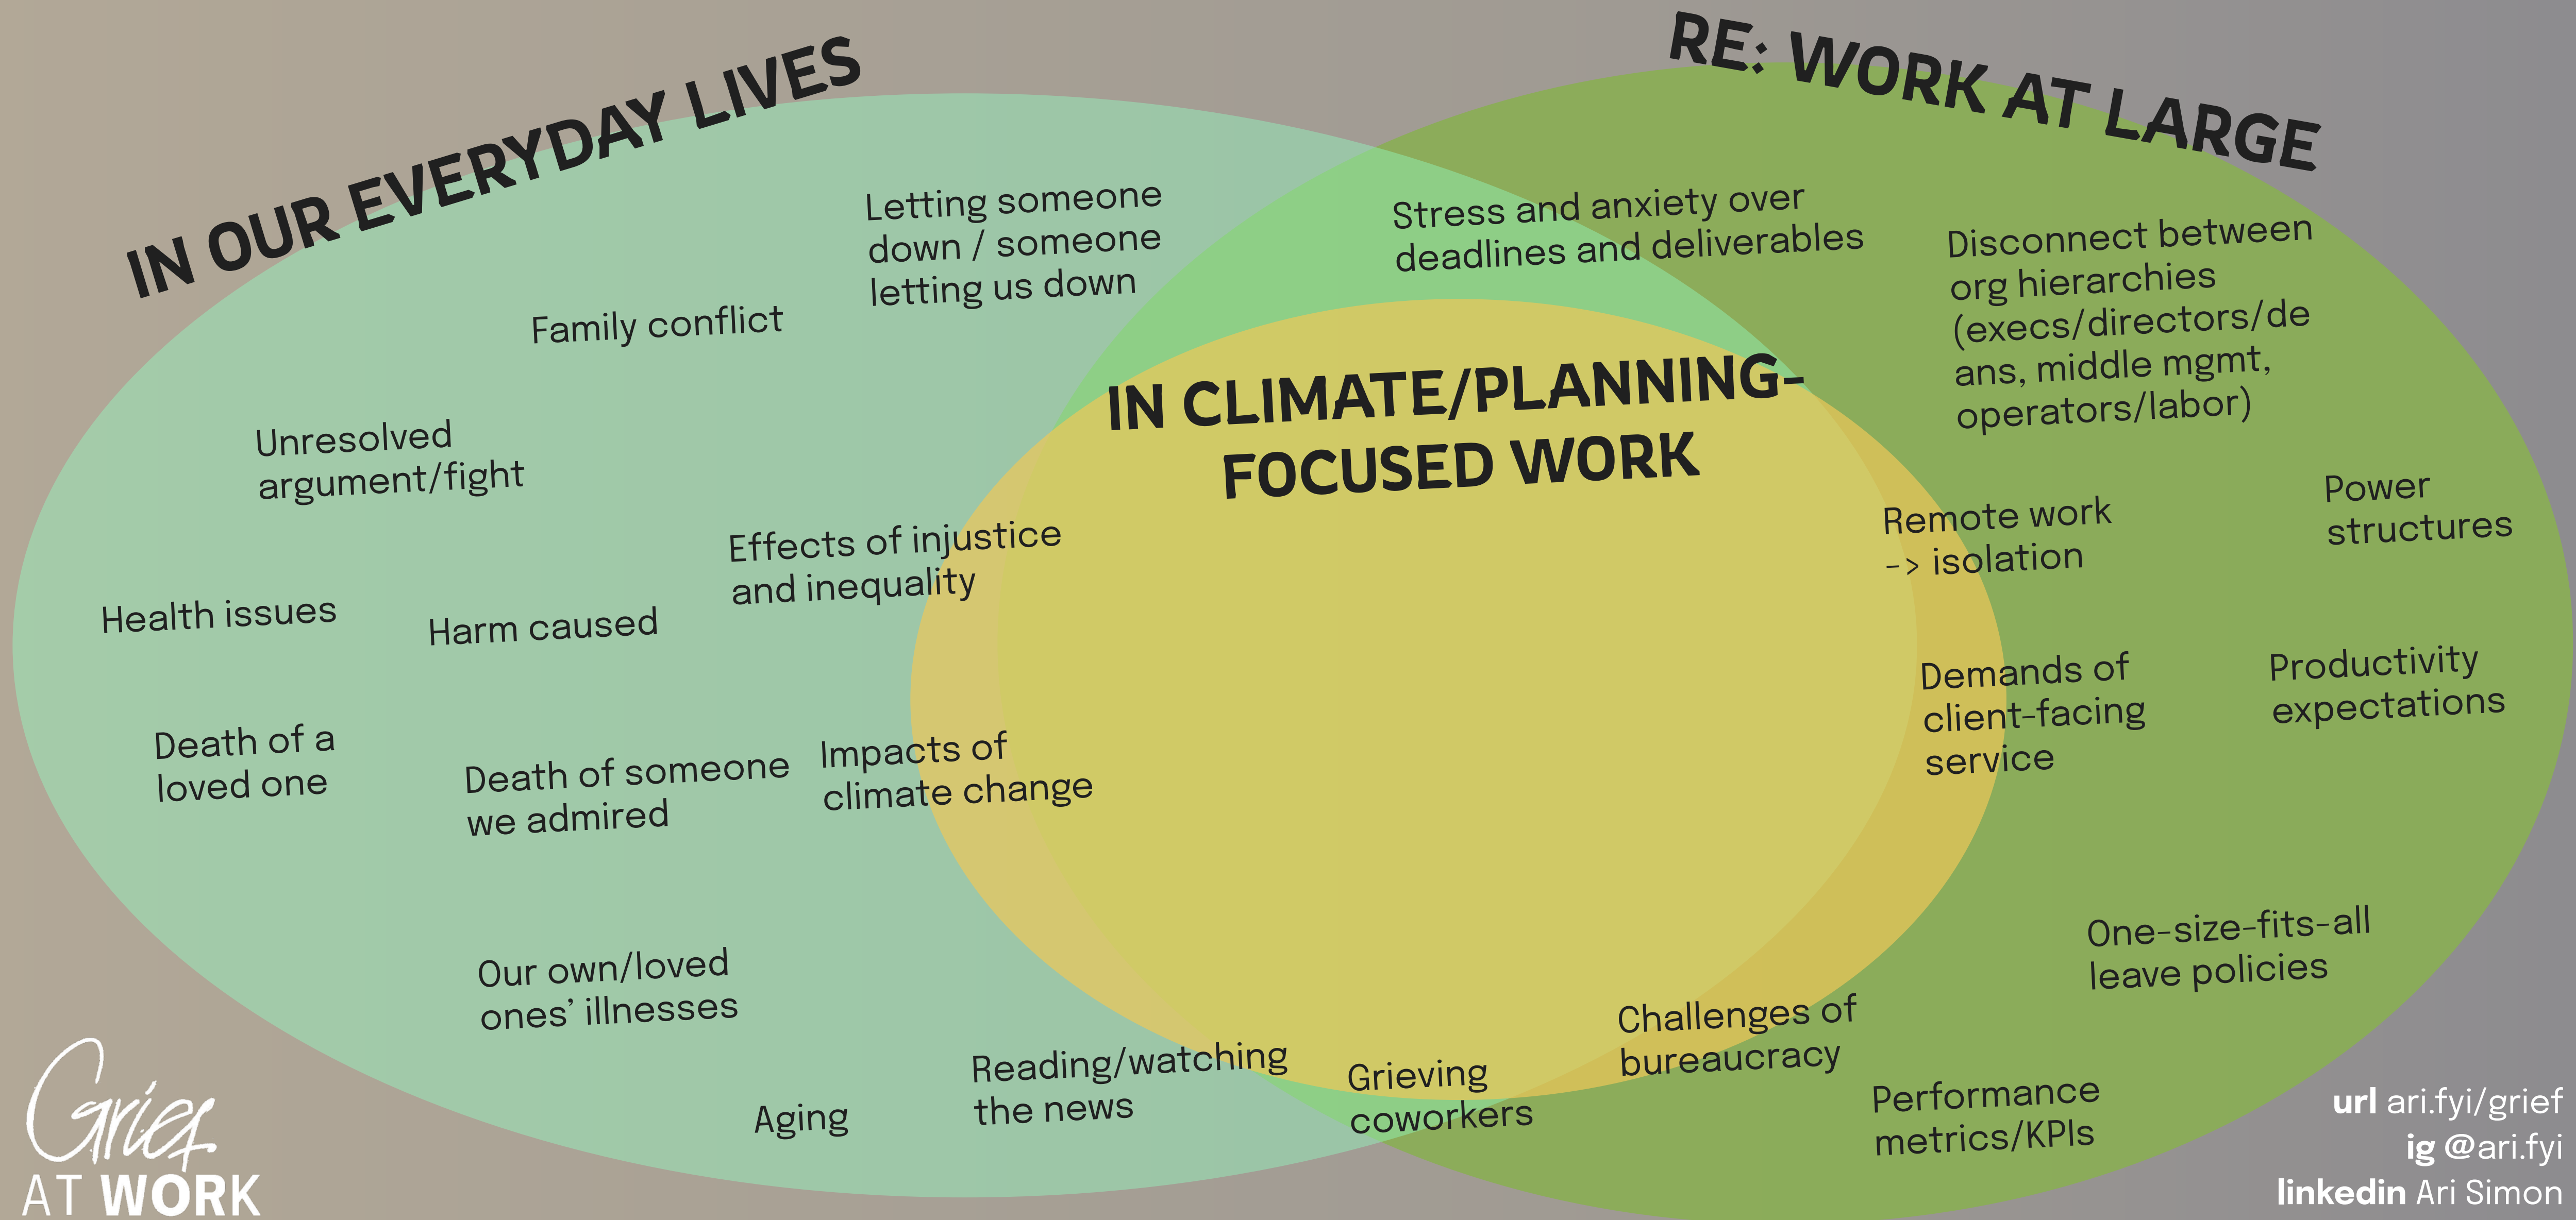 IN OUR EVERYDAY LIVES
RE: WORK AT LARGE
Letting someone
down / someone
letting us down
Stress and anxiety over
deadlines and deliverables
Disconnect between
org hierarchies
(execs/directors/de
ans, middle mgmt,
operators/labor)
Family conflict
IN CLIMATE/PLANNING-
FOCUSED WORK
Unresolved
argument/fight
Effects of injustice
and inequality
Remote work
-> isolation
Power
structures
Health issues
Harm caused
Demands of
client-facing
service
Productivity
expectations
Death of a
loved one
Death of someone
we admired
Impacts of
climate change
Our own/loved
ones’ illnesses
One-size-fits-all
leave policies
Aging
Reading/watching
the news
Grieving
coworkers
Challenges of
bureaucracy
Performance
metrics/KPIs
Grief
AT WORK
url ari.fyi/grief
ig @ari.fyi
linkedin Ari Simon